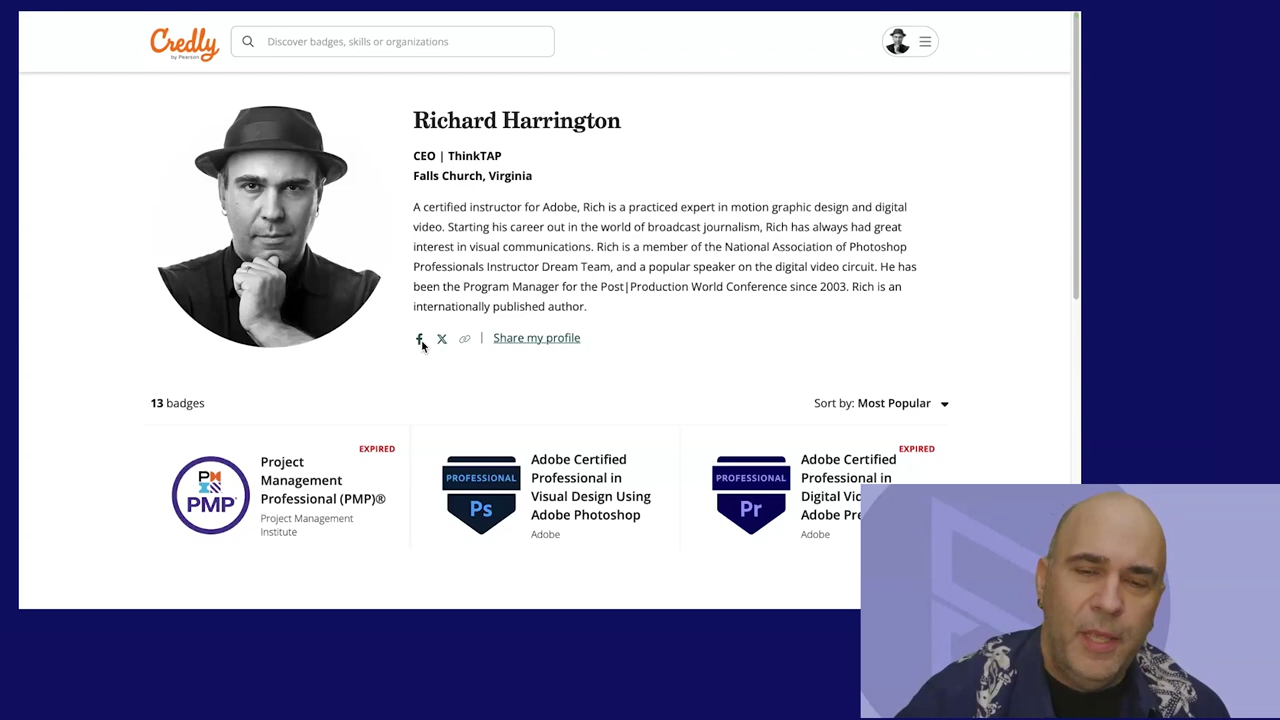 Credly
by Pearson
Discover badges, skills or organizations
Richard Harrington
CEO | ThinkTAP
Falls Church, Virginia
A certified instructor for Adobe, Rich is a practiced expert in motion graphic design and digital
video. Starting his career out in the world of broadcast journalism, Rich has always had great
interest in visual communications. Rich is a member of the National Association of Photoshop
Professionals Instructor Dream Team, and a popular speaker on the digital video circuit. He has
been the Program Manager for the Post|Production World Conference since 2003. Rich is an
internationally published author.
| Share my profile
13 badges
Sort by: Most Popular
PM
PMP®
EXPIRED
Project
Management
Professional (PMP)®
Project Management
Institute
PROFESSIONAL
Ps
Adobe Certified
Professional in
Visual Design Using
Adobe Photoshop
Adobe
PROFESSIONAL
Pr
EXPIRED
Adobe Certified
Professional in
Digital
Adobe
Adobe